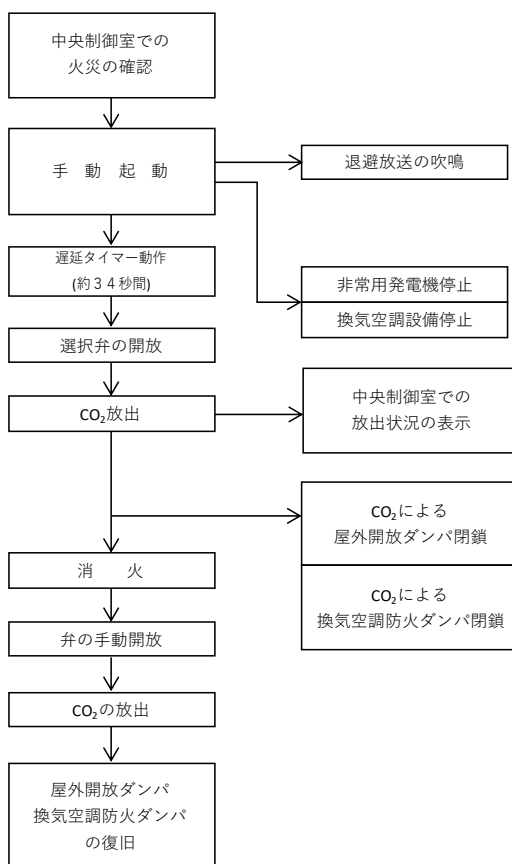 中央制御室での
火災の確認
手 動 起 動
退避放送の吹鳴
遅延タイマー動作
(約３４秒間)
非常用発電機停止
換気空調設備停止
選択弁の開放
CO₂放出
中央制御室での
放出状況の表示
CO₂による
屋外開放ダンパ閉鎖
消 火
CO₂による
換気空調防火ダンパ閉鎖
弁の手動開放
CO₂の放出
屋外開放ダンパ
換気空調防火ダンパ
の復旧